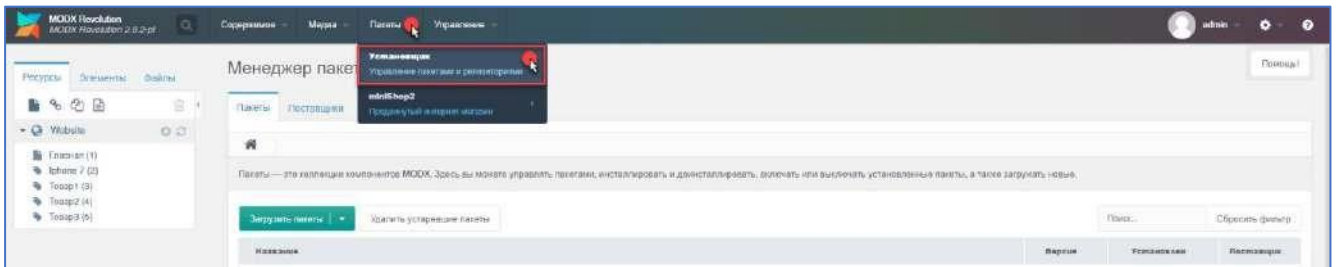 MODX Revolution
MODX Revolution 2.8.2-pl
Содержимое
Медиа
Пакеты
Управление
admin
Установщик
Управление пакетами и репозиториями
miniShop2
Продвинутый интернет магазин
Ресурсы
Элементы
Файлы
Website
Главная (1)
Iphone 7 (2)
Товар1 (3)
Товар2 (4)
Товар3 (5)
Менеджер пакет
Помощь!
Пакеты
Поставщики
Пакеты — это коллекции компонентов MODX. Здесь вы можете управлять пакетами, инсталлировать и деинсталлировать, включать или выключать установленные пакеты, а также загружать новые.
Загрузить пакеты
Удалить устаревшие пакеты
Поиск...
Сбросить фильтр
Название
Версия
Установлен
Поставщик